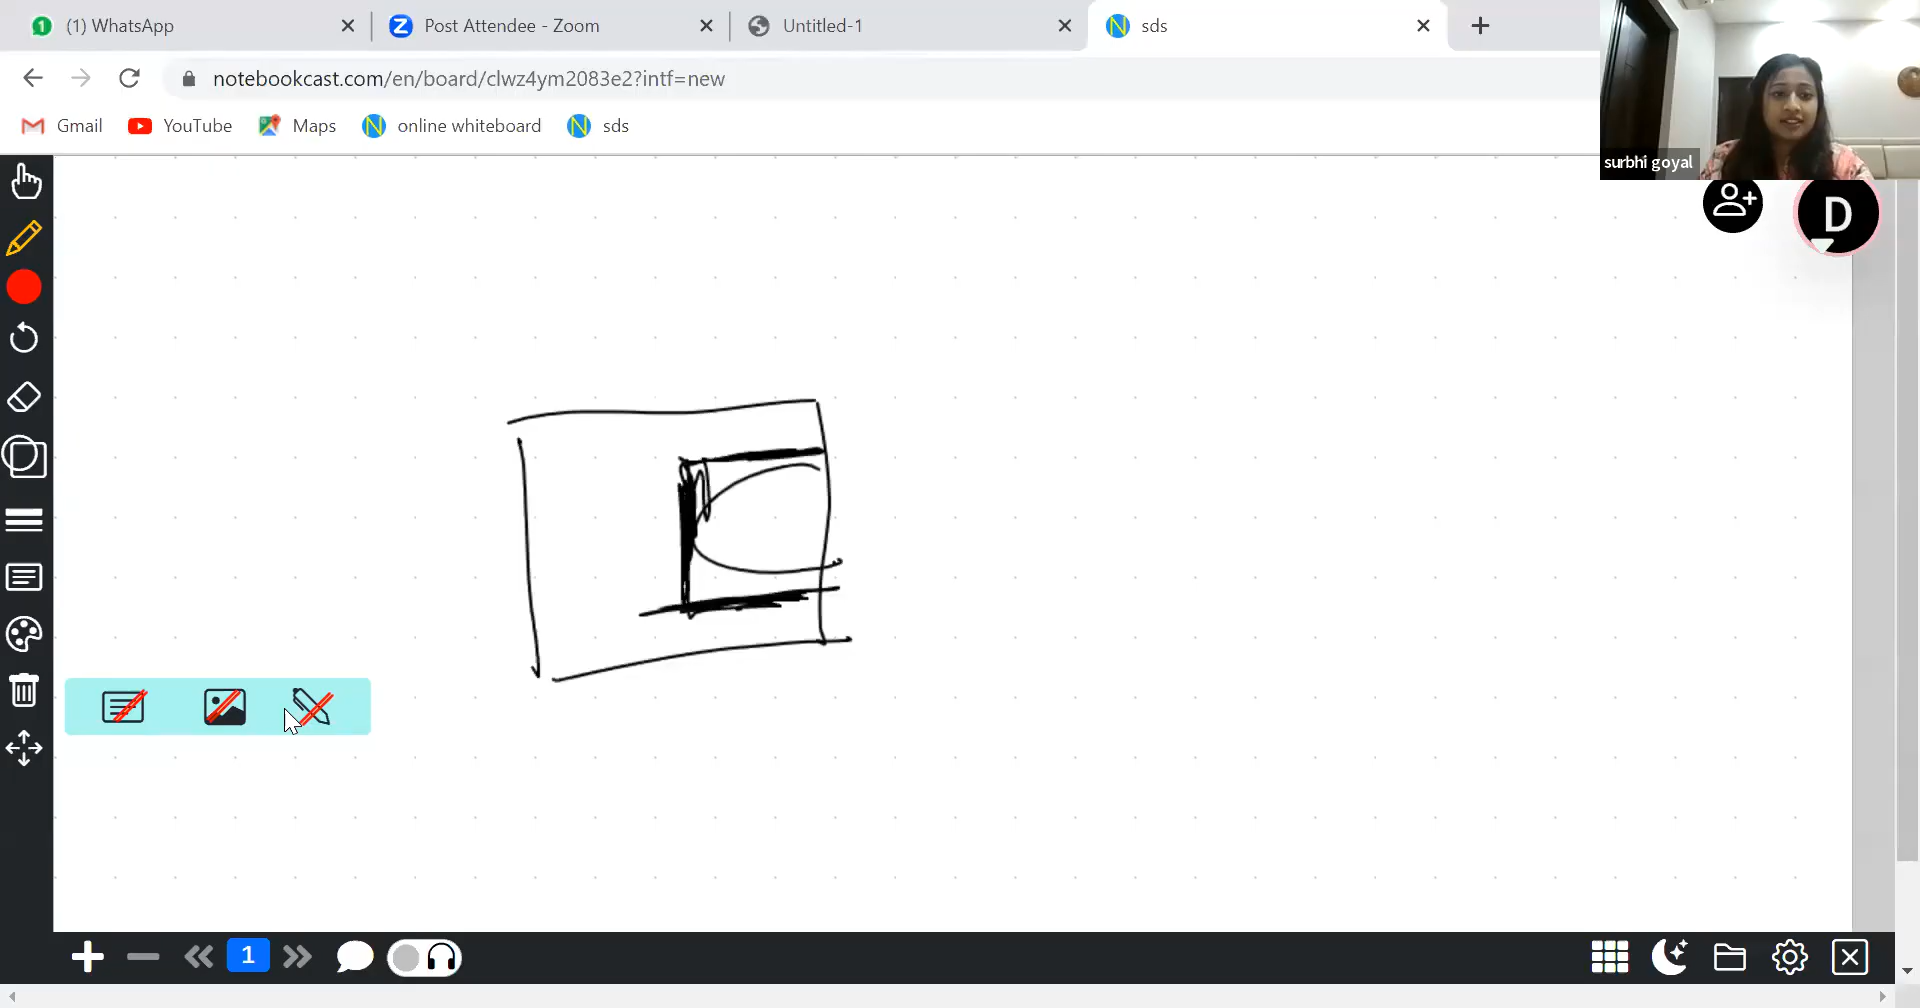 (1) WhatsApp
Post Attendee - Zoom
Untitled-1
sds
notebookcast.com/en/board/clwz4ym2083e2?intf=new
Gmail
YouTube
Maps
online whiteboard
sds
surbhi goyal
D
1